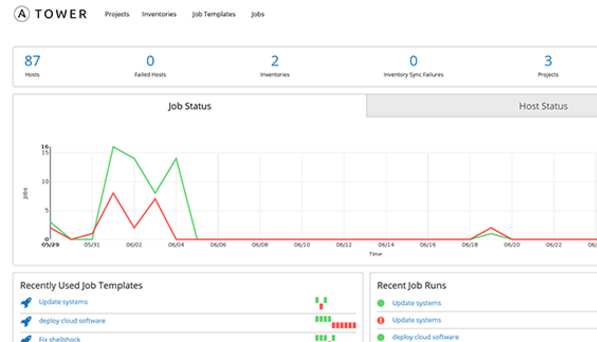 A TOWER Projects Inventories Job Templates Jobs
87 0 2 0 3
Hosts Failed Hosts Inventories Inventory Sync Failures Projects
Job Status Host Status
16
15
10
5
0
Jobs
05/29 05/31 06/02 06/04 06/06 06/08 06/10 06/12 06/14 06/16 06/18 06/20 06/22
Time
Recently Used Job Templates
Update systems
deploy cloud software
Fix shellshock
Recent Job Runs
Update systems
Update systems
deploy cloud software